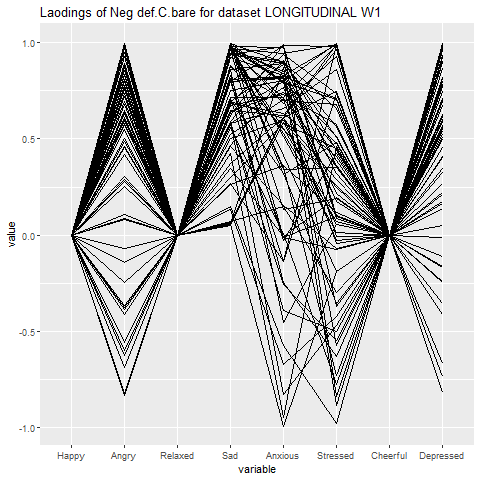 Laodings of Neg def.C.bare for dataset LONGITUDINAL W1
1.0
0.5
0.0
-0.5
-1.0
value
Happy Angry Relaxed Sad Anxious Stressed Cheerful Depressed
variable